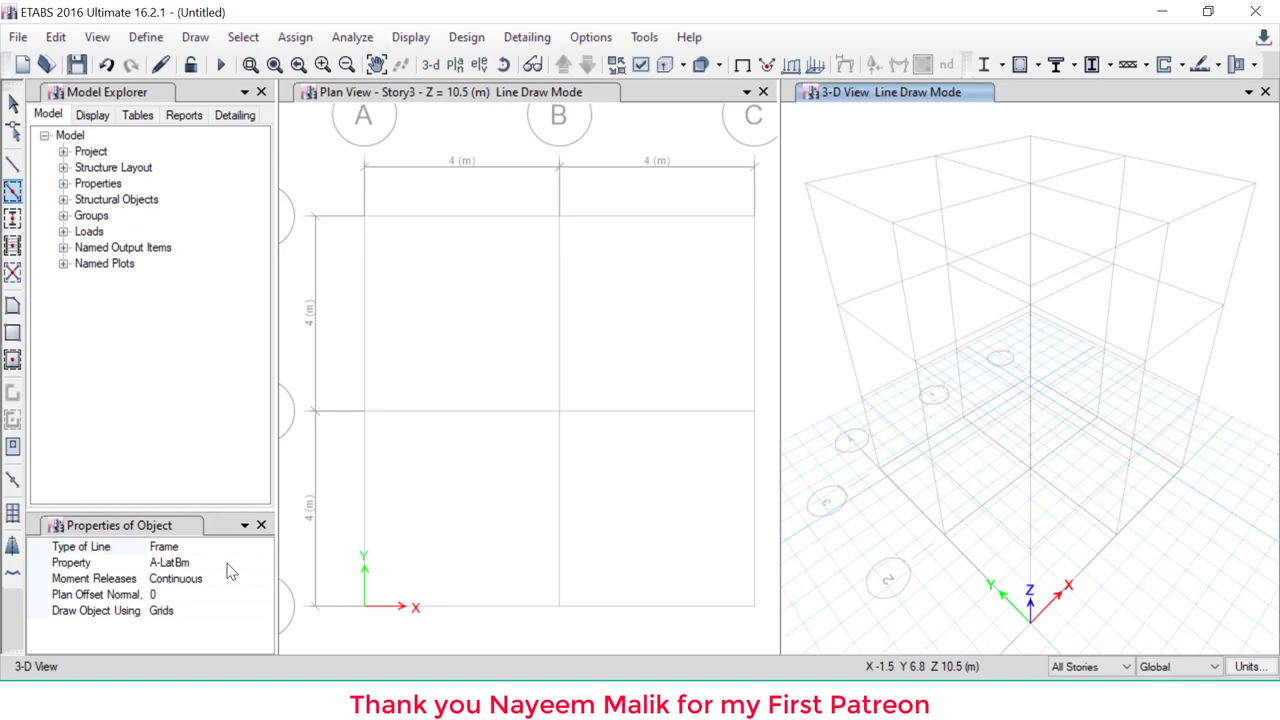 ETABS 2016 Ultimate 16.2.1 - (Untitled)
File Edit View Define Draw Select Assign Analyze Display Design Detailing Options Tools Help
3-d nd
Model Explorer
Model Display Tables Reports Detailing
Model
Project
Structure Layout
Properties
Structural Objects
Groups
Loads
Named Output Items
Named Plots
Properties of Object
Type of Line Frame
Property A-LatBm
Moment Releases Continuous
Plan Offset Normal, 0
Draw Object Using Grids
Plan View - Story3 - Z = 10.5 (m) Line Draw Mode
A B C
4 (m) 4 (m)
4 (m)
4 (m)
Y
X
3-D View Line Draw Mode
3
2
Y Z X
3-D View
X -1.5 Y 6.8 Z 10.5 (m)
All Stories Global Units...
Thank you Nayeem Malik for my First Patreon